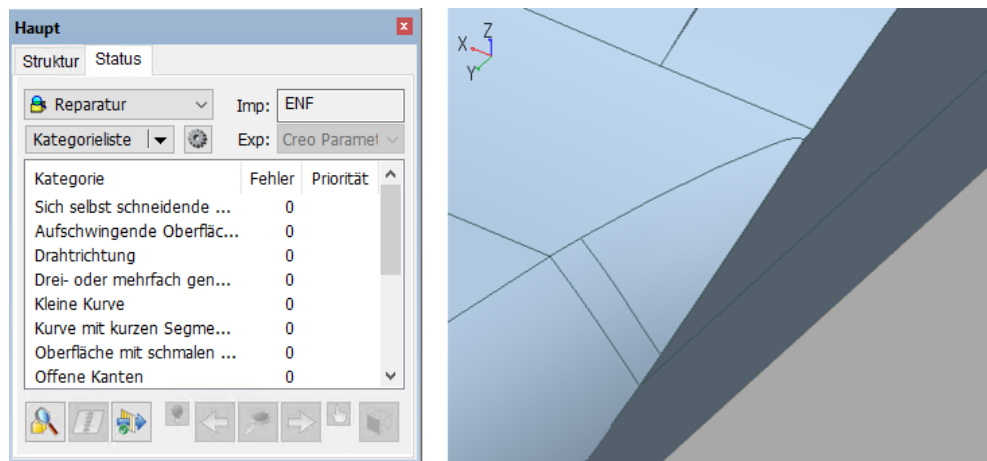 Haupt
Struktur Status
Reparatur Imp: ENF
Kategorieliste Exp: Creo Paramet
Kategorie Fehler Priorität
Sich selbst schneidende ... 0
Aufschwingende Oberfläc... 0
Drahtrichtung 0
Drei- oder mehrfach gen... 0
Kleine Kurve 0
Kurve mit kurzen Segme... 0
Oberfläche mit schmalen ... 0
Offene Kanten 0
Z
X
Y